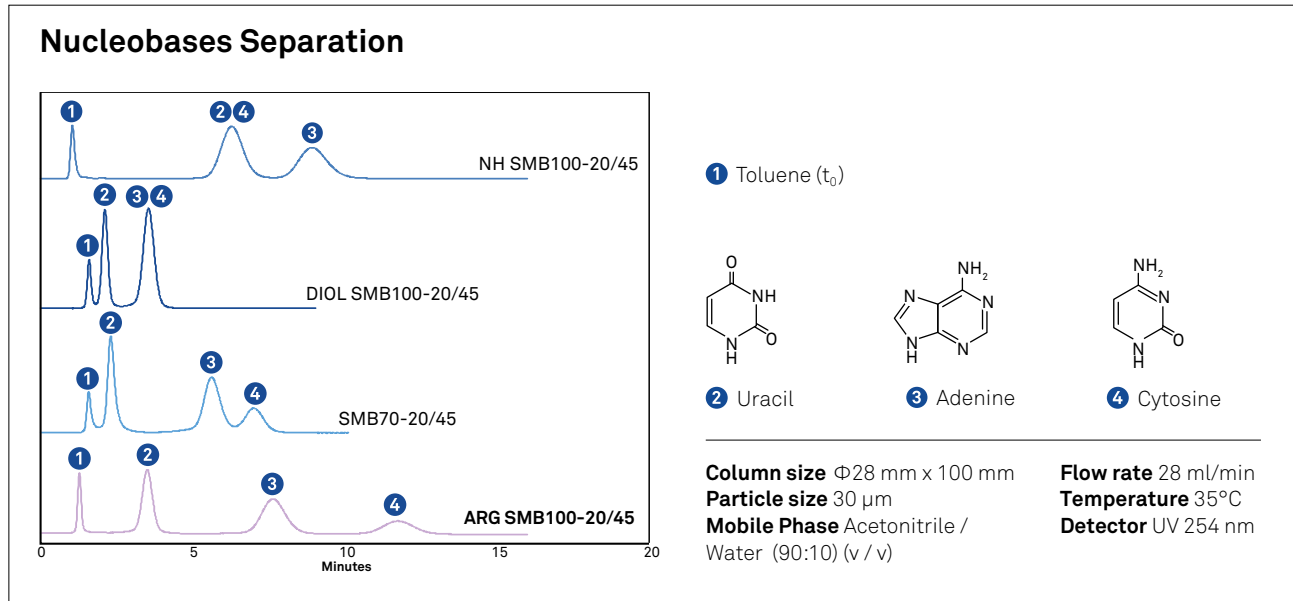 Nucleobases Separation
1
2 4
3
NH SMB100-20/45
2
3 4
1
DIOL SMB100-20/45
2
1
3
4
SMB70-20/45
1
2
3
4
ARG SMB100-20/45
0 5 10 15 20
Minutes
1 Toluene (t₀)
O
NH
N
H
O
NH₂
N
N
N
H
N
NH₂
N
N
H
O
2 Uracil
3 Adenine
4 Cytosine
Column size Φ28 mm x 100 mm
Particle size 30 µm
Mobile Phase Acetonitrile /
Water (90:10) (v / v)
Flow rate 28 ml/min
Temperature 35°C
Detector UV 254 nm